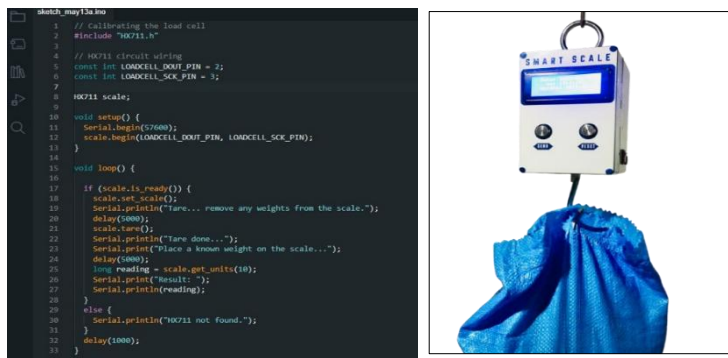 sketch_may13a.ino
1 // Calibrating the load cell
2 #include "HX711.h"
3
4 // HX711 circuit wiring
5 const int LOADCELL_DOUT_PIN = 2;
6 const int LOADCELL_SCK_PIN = 3;
7
8 HX711 scale;
9
10 void setup() {
11 Serial.begin(57600);
12 scale.begin(LOADCELL_DOUT_PIN, LOADCELL_SCK_PIN);
13 }
14
15 void loop() {
16
17 if (scale.is_ready()) {
18 scale.set_scale();
19 Serial.println("Tare... remove any weights from the scale.");
20 delay(5000);
21 scale.tare();
22 Serial.println("Tare done...");
23 Serial.print("Place a known weight on the scale...");
24 delay(5000);
25 long reading = scale.get_units(10);
26 Serial.print("Result: ");
27 Serial.println(reading);
28 }
29 else {
30 Serial.println("HX711 not found.");
31 }
32 delay(1000);
33 }
SMART SCALE
SEND RESET